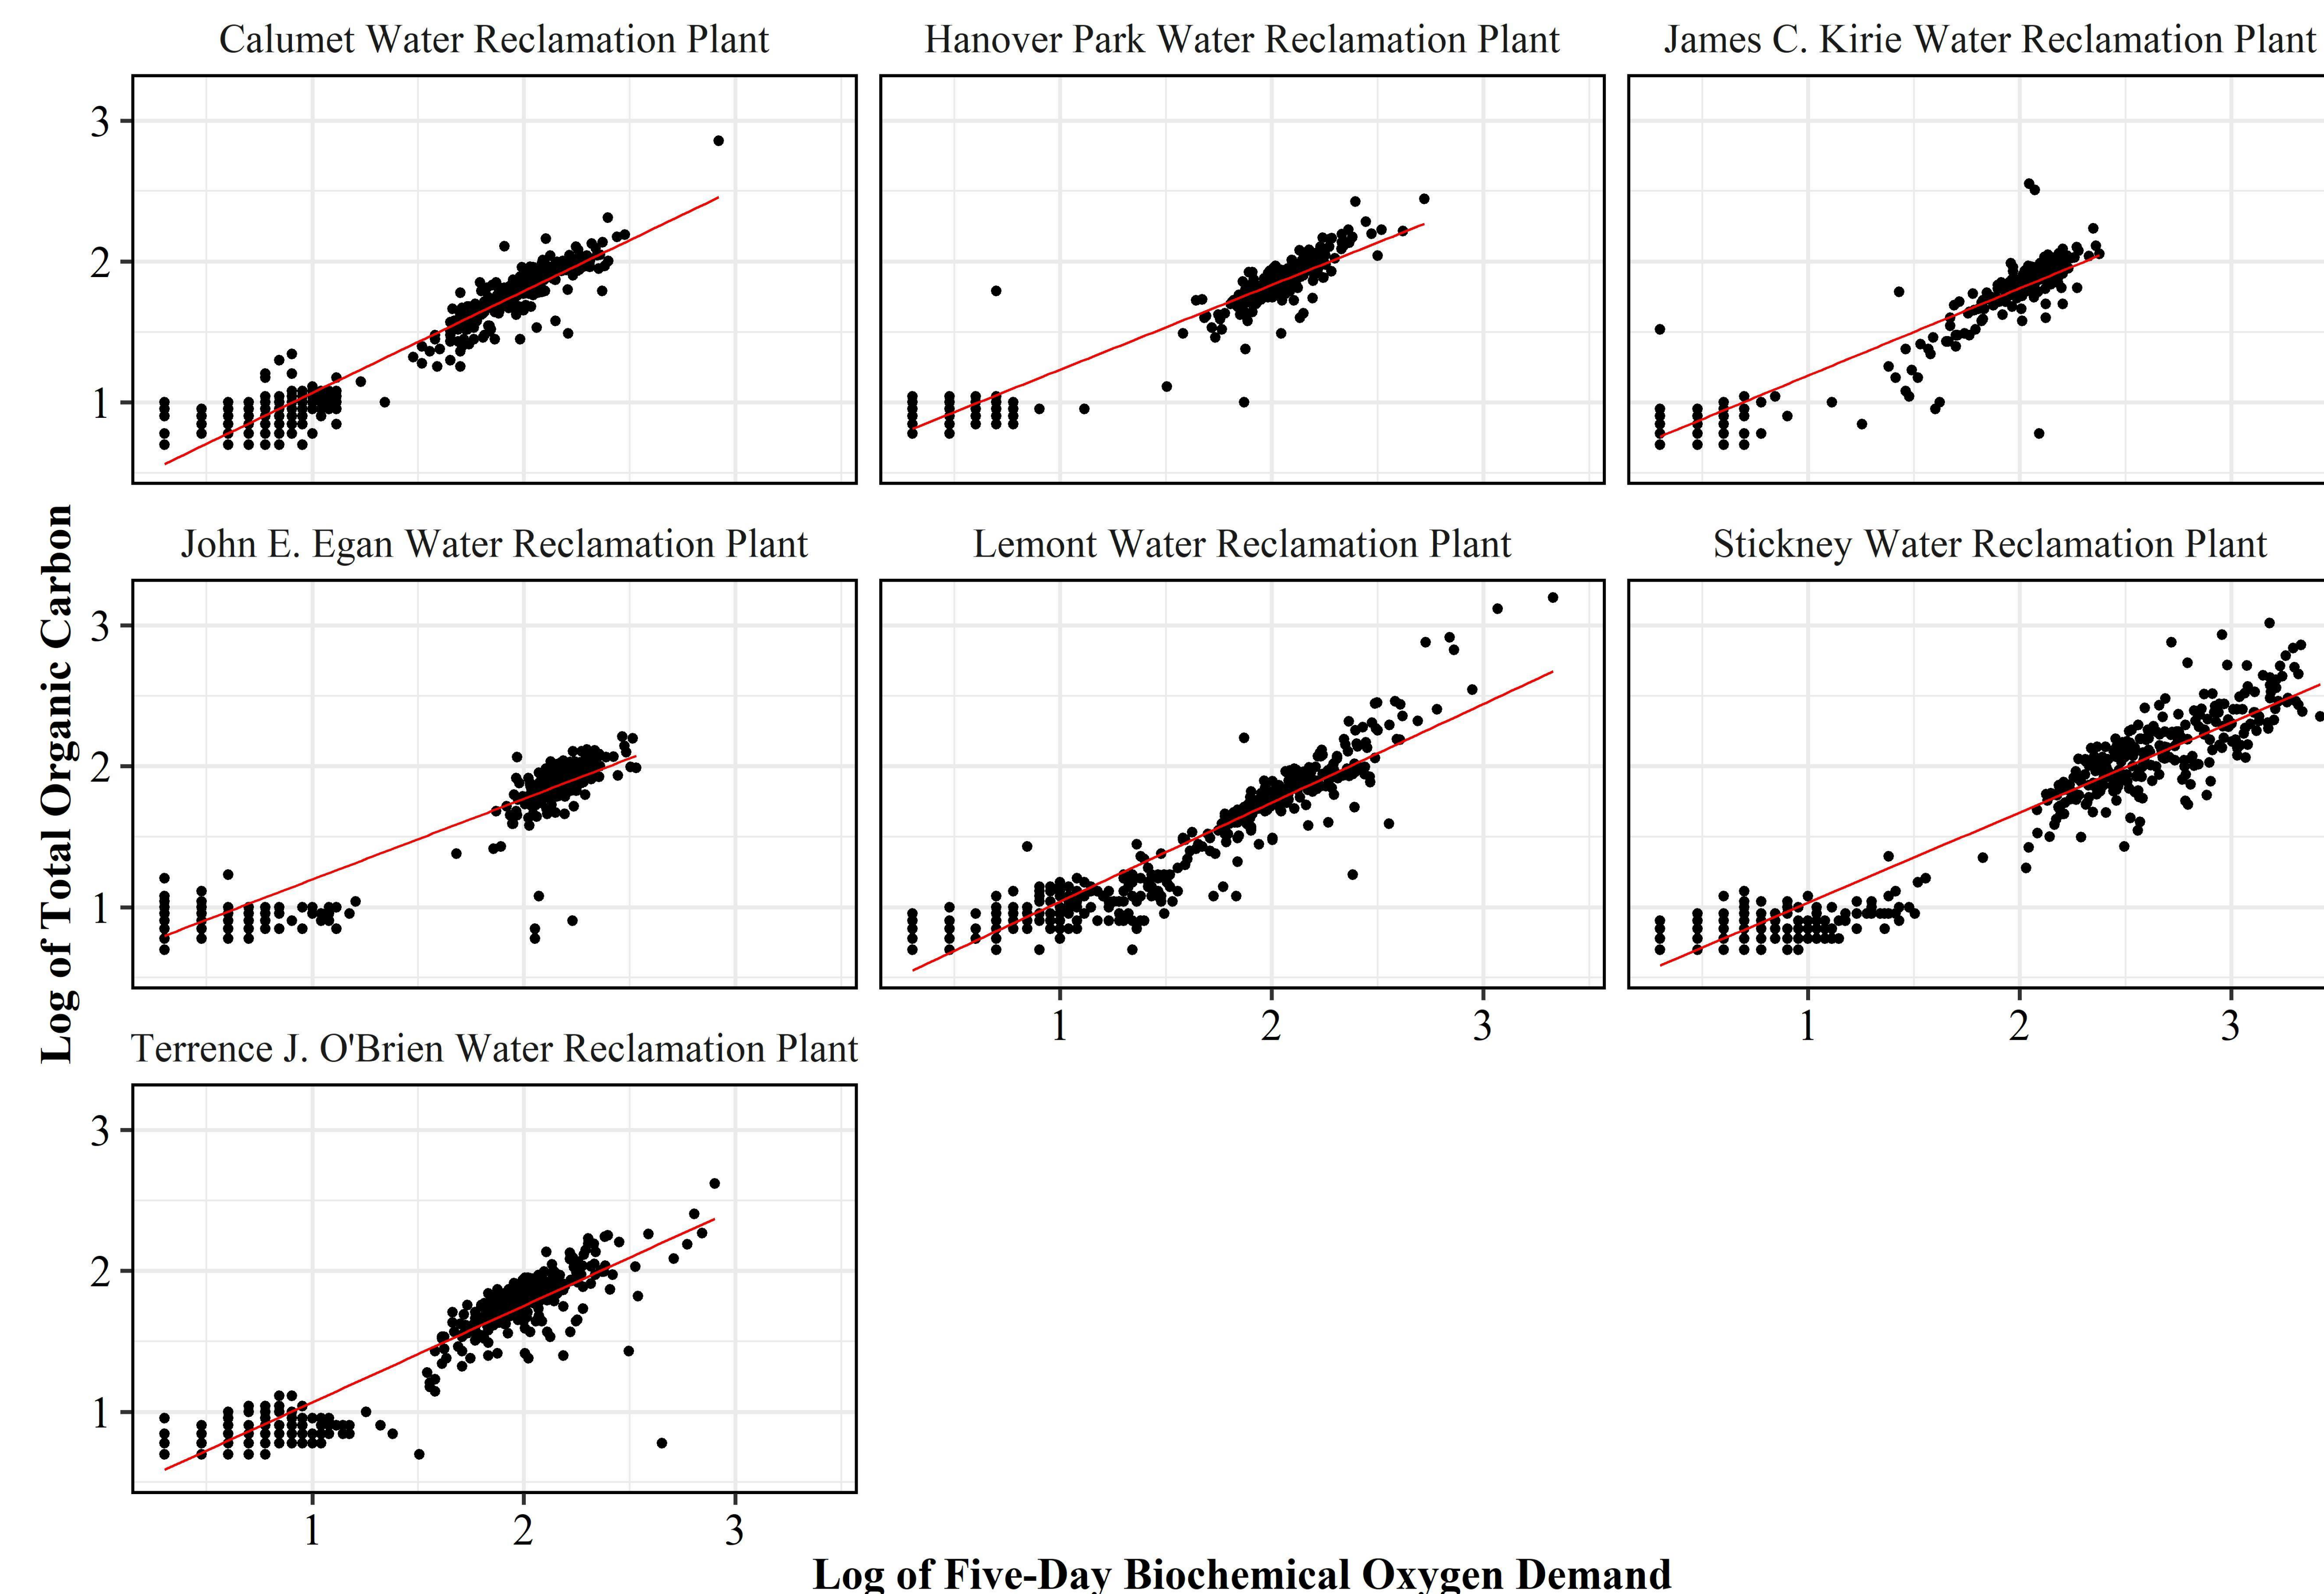 Calumet Water Reclamation Plant
Hanover Park Water Reclamation Plant
James C. Kirie Water Reclamation Plant
3
2
1
John E. Egan Water Reclamation Plant
Lemont Water Reclamation Plant
Stickney Water Reclamation Plant
Log of Total Organic Carbon
3
2
1
1 2 3
1 2 3
Terrence J. O'Brien Water Reclamation Plant
3
2
1
1 2 3
Log of Five-Day Biochemical Oxygen Demand